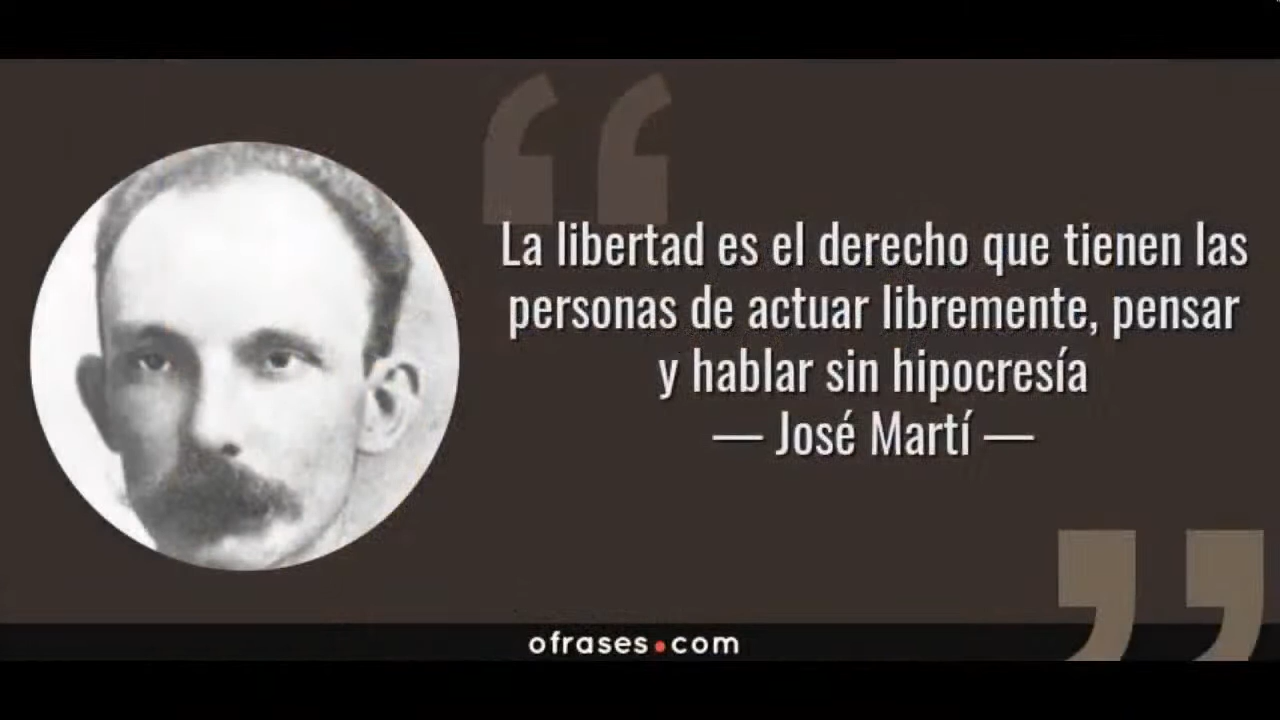 La libertad es el derecho que tienen las
personas de actuar libremente, pensar
y hablar sin hipocresía
— José Martí —
ofrases.com